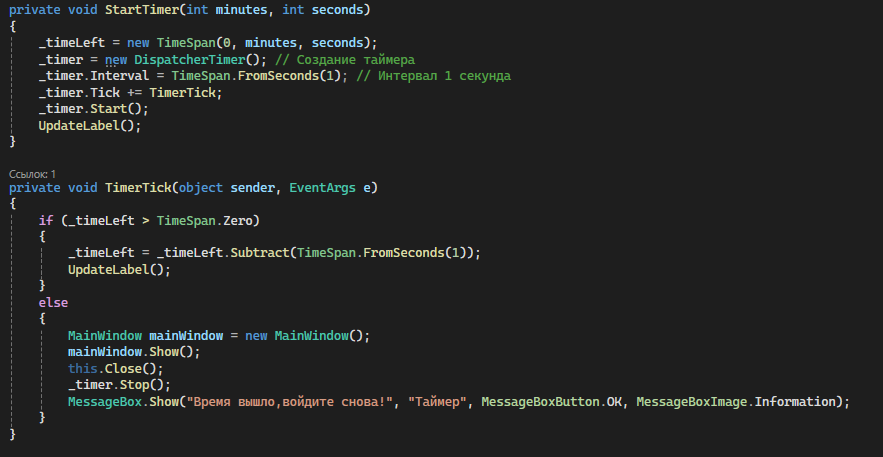 private void StartTimer(int minutes, int seconds)
{
_timeLeft = new TimeSpan(0, minutes, seconds);
_timer = new DispatcherTimer(); // Создание таймера
_timer.Interval = TimeSpan.FromSeconds(1); // Интервал 1 секунда
_timer.Tick += TimerTick;
_timer.Start();
UpdateLabel();
}
Ссылок: 1
private void TimerTick(object sender, EventArgs e)
{
if (_timeLeft > TimeSpan.Zero)
{
_timeLeft = _timeLeft.Subtract(TimeSpan.FromSeconds(1));
UpdateLabel();
}
else
{
MainWindow mainWindow = new MainWindow();
mainWindow.Show();
this.Close();
_timer.Stop();
MessageBox.Show("Время вышло,войдите снова!", "Таймер", MessageBoxButton.OK, MessageBoxImage.Information);
}
}